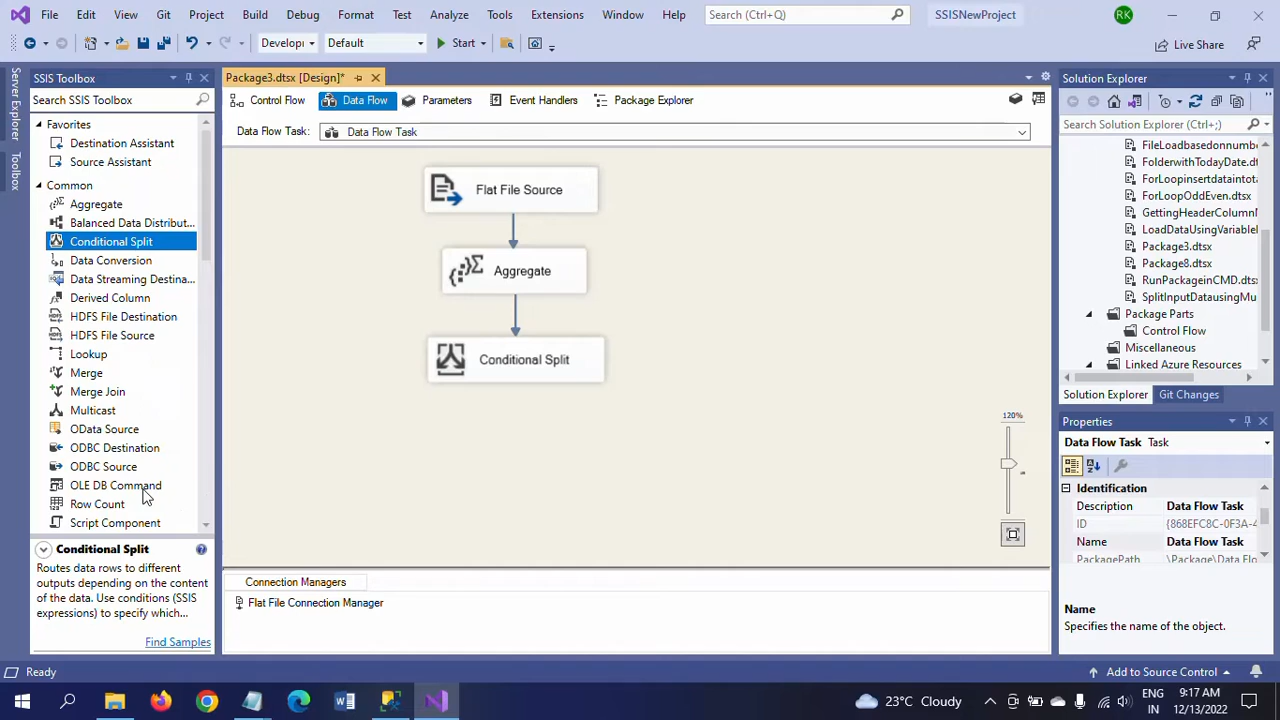 File Edit View Git Project Build Debug Format Test Analyze Tools Extensions Window Help Search (Ctrl+Q) SSISNewProject RK
Developi Default Start Live Share
Server Explorer
Toolbox
SSIS Toolbox
Search SSIS Toolbox
Favorites
Destination Assistant
Source Assistant
Common
Aggregate
Balanced Data Distribut...
Conditional Split
Data Conversion
Data Streaming Destina...
Derived Column
HDFS File Destination
HDFS File Source
Lookup
Merge
Merge Join
Multicast
OData Source
ODBC Destination
ODBC Source
OLE DB Command
Row Count
Script Component
Conditional Split
Routes data rows to different
outputs depending on the content
of the data. Use conditions (SSIS
expressions) to specify which...
Find Samples
Package3.dtsx [Design]*
Control Flow Data Flow Parameters Event Handlers Package Explorer
Data Flow Task: Data Flow Task
Flat File Source
Aggregate
Conditional Split
120%
Connection Managers
Flat File Connection Manager
Solution Explorer
Search Solution Explorer (Ctrl+;)
FileLoadbasedonnumbe
FolderwithTodayDate.dt
ForLoopinsertdataintota
ForLoopOddEven.dtsx
GettingHeaderColumnN
LoadDataUsingVariable
Package3.dtsx
Package8.dtsx
RunPackageinCMD.dtsx
SplitInputDatausingMu
Package Parts
Control Flow
Miscellaneous
Linked Azure Resources
Solution Explorer Git Changes
Properties
Data Flow Task Task
Identification
Description Data Flow Task
ID {868EFC8C-0F3A-4
Name Data Flow Task
PackagePath \Package\Data Flo
Name
Specifies the name of the object.
Ready Add to Source Control
23°C Cloudy ENG IN 9:17 AM 12/13/2022